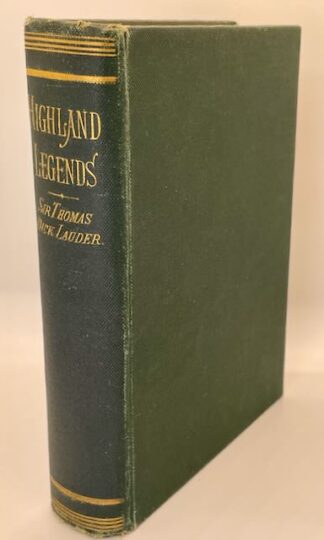 HIGHLAND
LEGENDS
SIR THOMAS
DICK LAUDER.